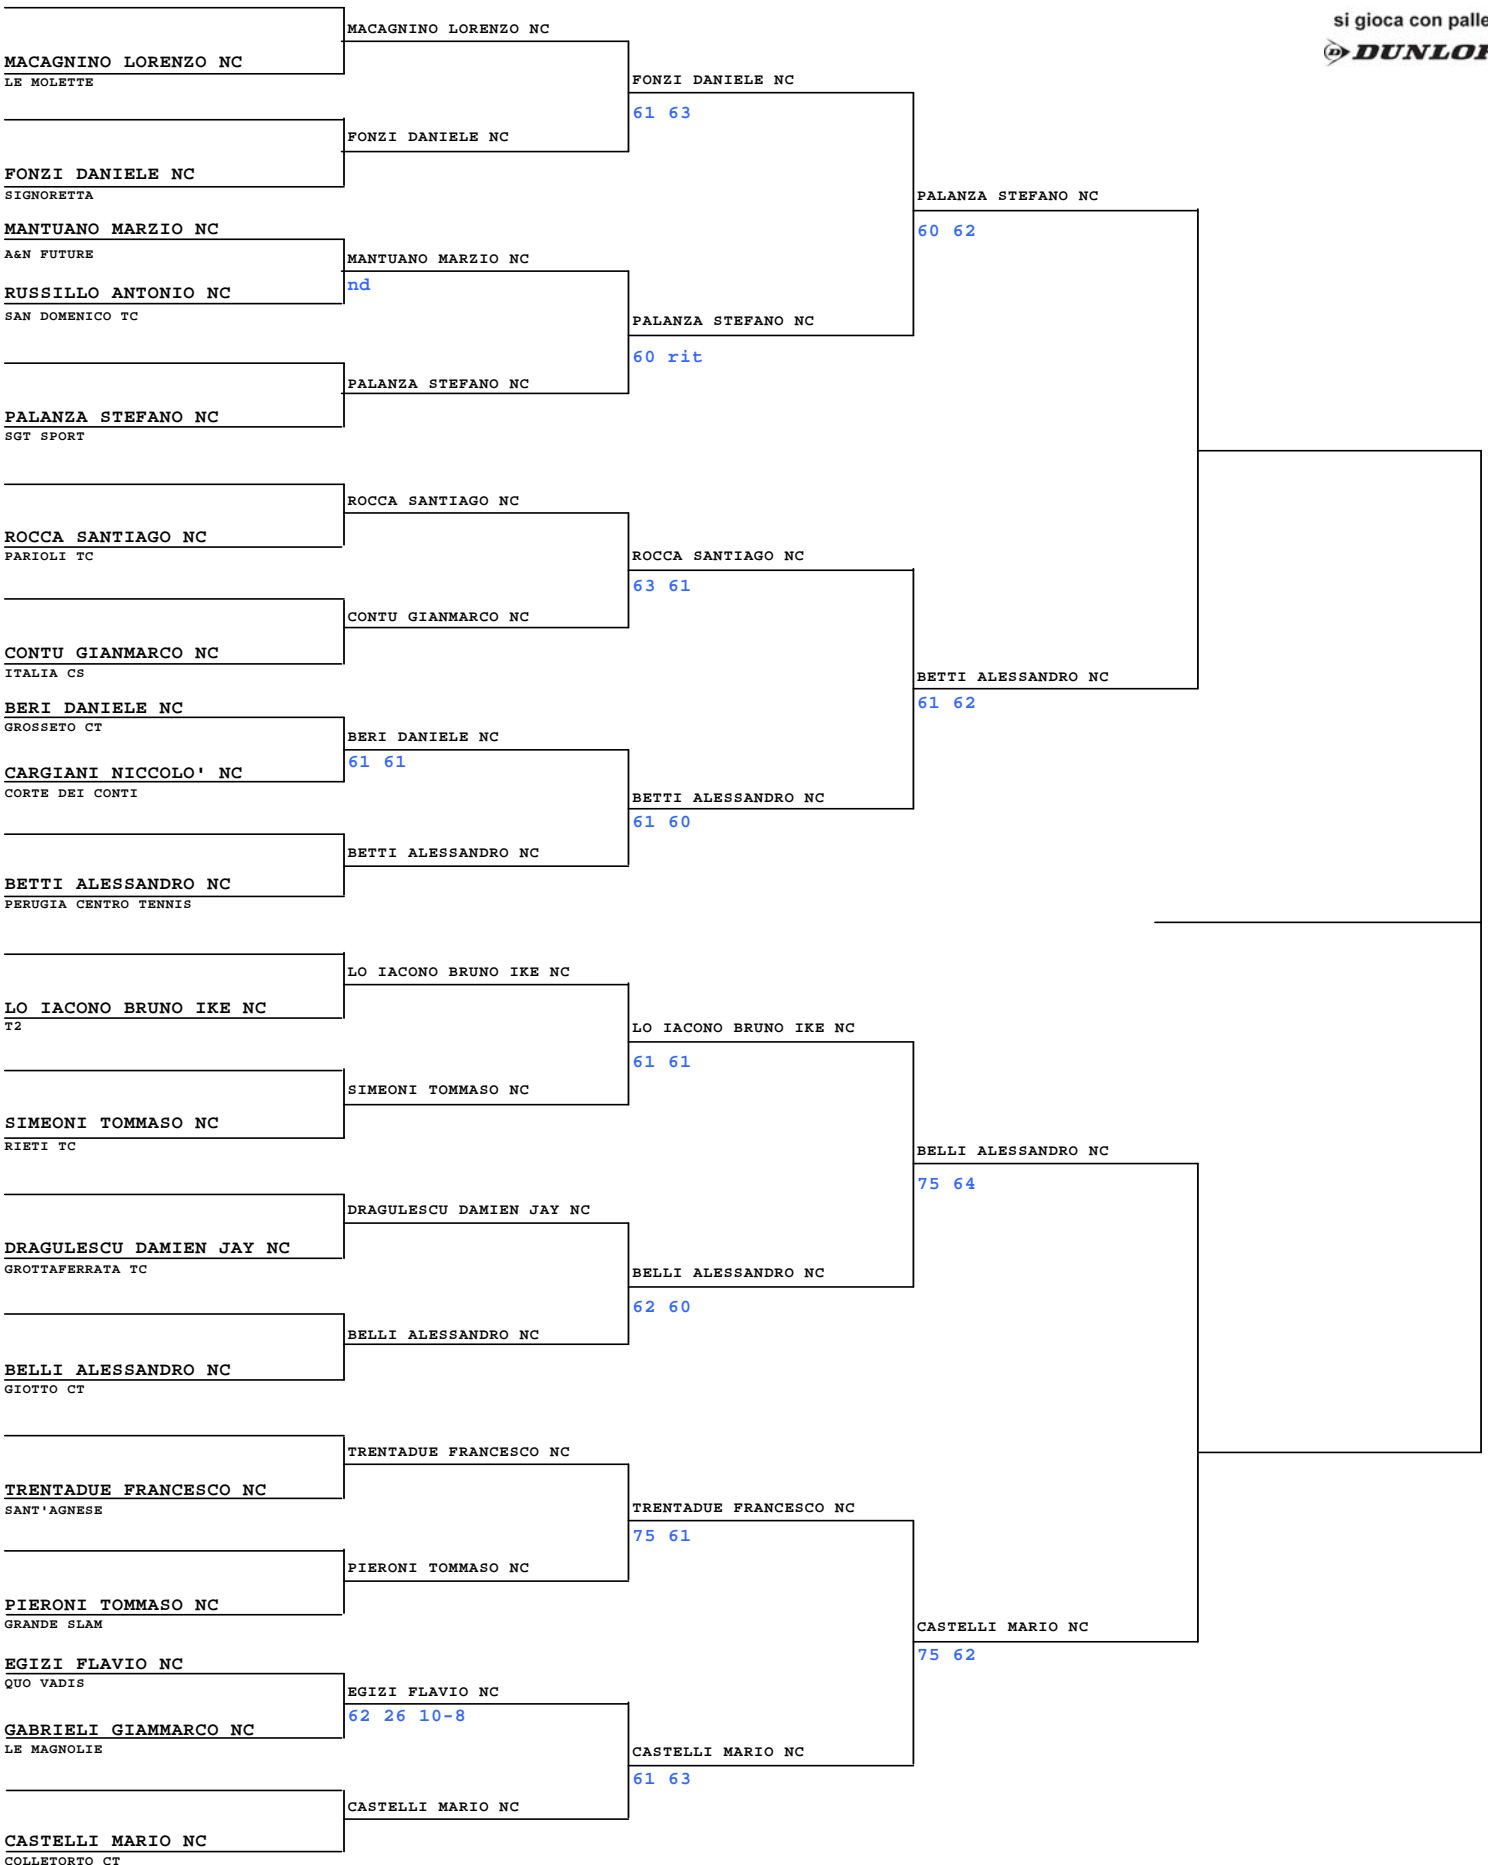 si gioca con palle
DUNLOP
MACAGNINO LORENZO NC
MACAGNINO LORENZO NC
LE MOLETTE
FONZI DANIELE NC
61 63
FONZI DANIELE NC
FONZI DANIELE NC
SIGNORETTA
PALANZA STEFANO NC
60 62
MANTUANO MARZIO NC
A&N FUTURE
MANTUANO MARZIO NC
nd
RUSSILLO ANTONIO NC
SAN DOMENICO TC
PALANZA STEFANO NC
60 rit
PALANZA STEFANO NC
PALANZA STEFANO NC
SGT SPORT
ROCCA SANTIAGO NC
ROCCA SANTIAGO NC
PARIOLI TC
ROCCA SANTIAGO NC
63 61
CONTU GIANMARCO NC
CONTU GIANMARCO NC
ITALIA CS
BETTI ALESSANDRO NC
61 62
BERI DANIELE NC
GROSSETO CT
BERI DANIELE NC
61 61
CARGIANI NICCOLO' NC
CORTE DEI CONTI
BETTI ALESSANDRO NC
61 60
BETTI ALESSANDRO NC
BETTI ALESSANDRO NC
PERUGIA CENTRO TENNIS
LO IACONO BRUNO IKE NC
LO IACONO BRUNO IKE NC
T2
LO IACONO BRUNO IKE NC
61 61
SIMEONI TOMMASO NC
SIMEONI TOMMASO NC
RIETI TC
BELLI ALESSANDRO NC
75 64
DRAGULESCU DAMIEN JAY NC
DRAGULESCU DAMIEN JAY NC
GROTTAFERRATA TC
BELLI ALESSANDRO NC
62 60
BELLI ALESSANDRO NC
BELLI ALESSANDRO NC
GIOTTO CT
TRENTADUE FRANCESCO NC
TRENTADUE FRANCESCO NC
SANT'AGNESE
TRENTADUE FRANCESCO NC
75 61
PIERONI TOMMASO NC
PIERONI TOMMASO NC
GRANDE SLAM
CASTELLI MARIO NC
75 62
EGIZI FLAVIO NC
QUO VADIS
EGIZI FLAVIO NC
62 26 10-8
GABRIELI GIAMMARCO NC
LE MAGNOLIE
CASTELLI MARIO NC
61 63
CASTELLI MARIO NC
CASTELLI MARIO NC
COLLETORTO CT